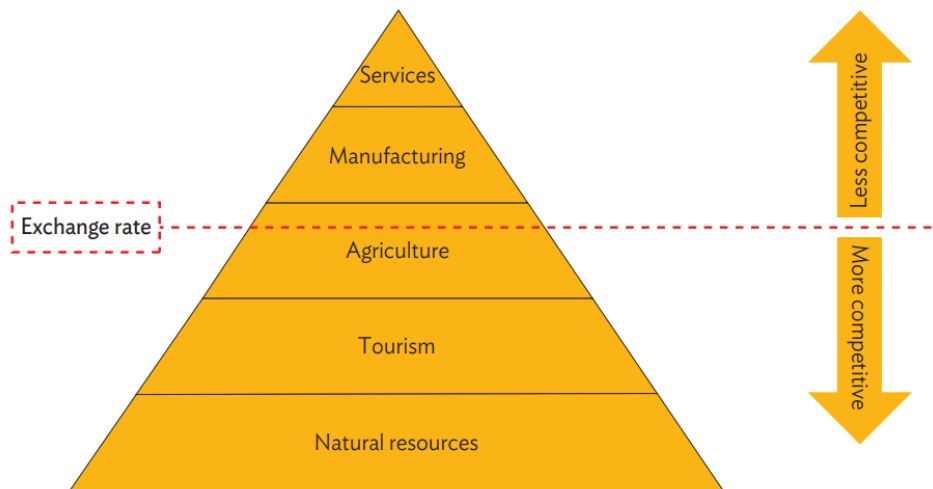 Services
Less competitive
Manufacturing
Exchange rate
Agriculture
More competitive
Tourism
Natural resources